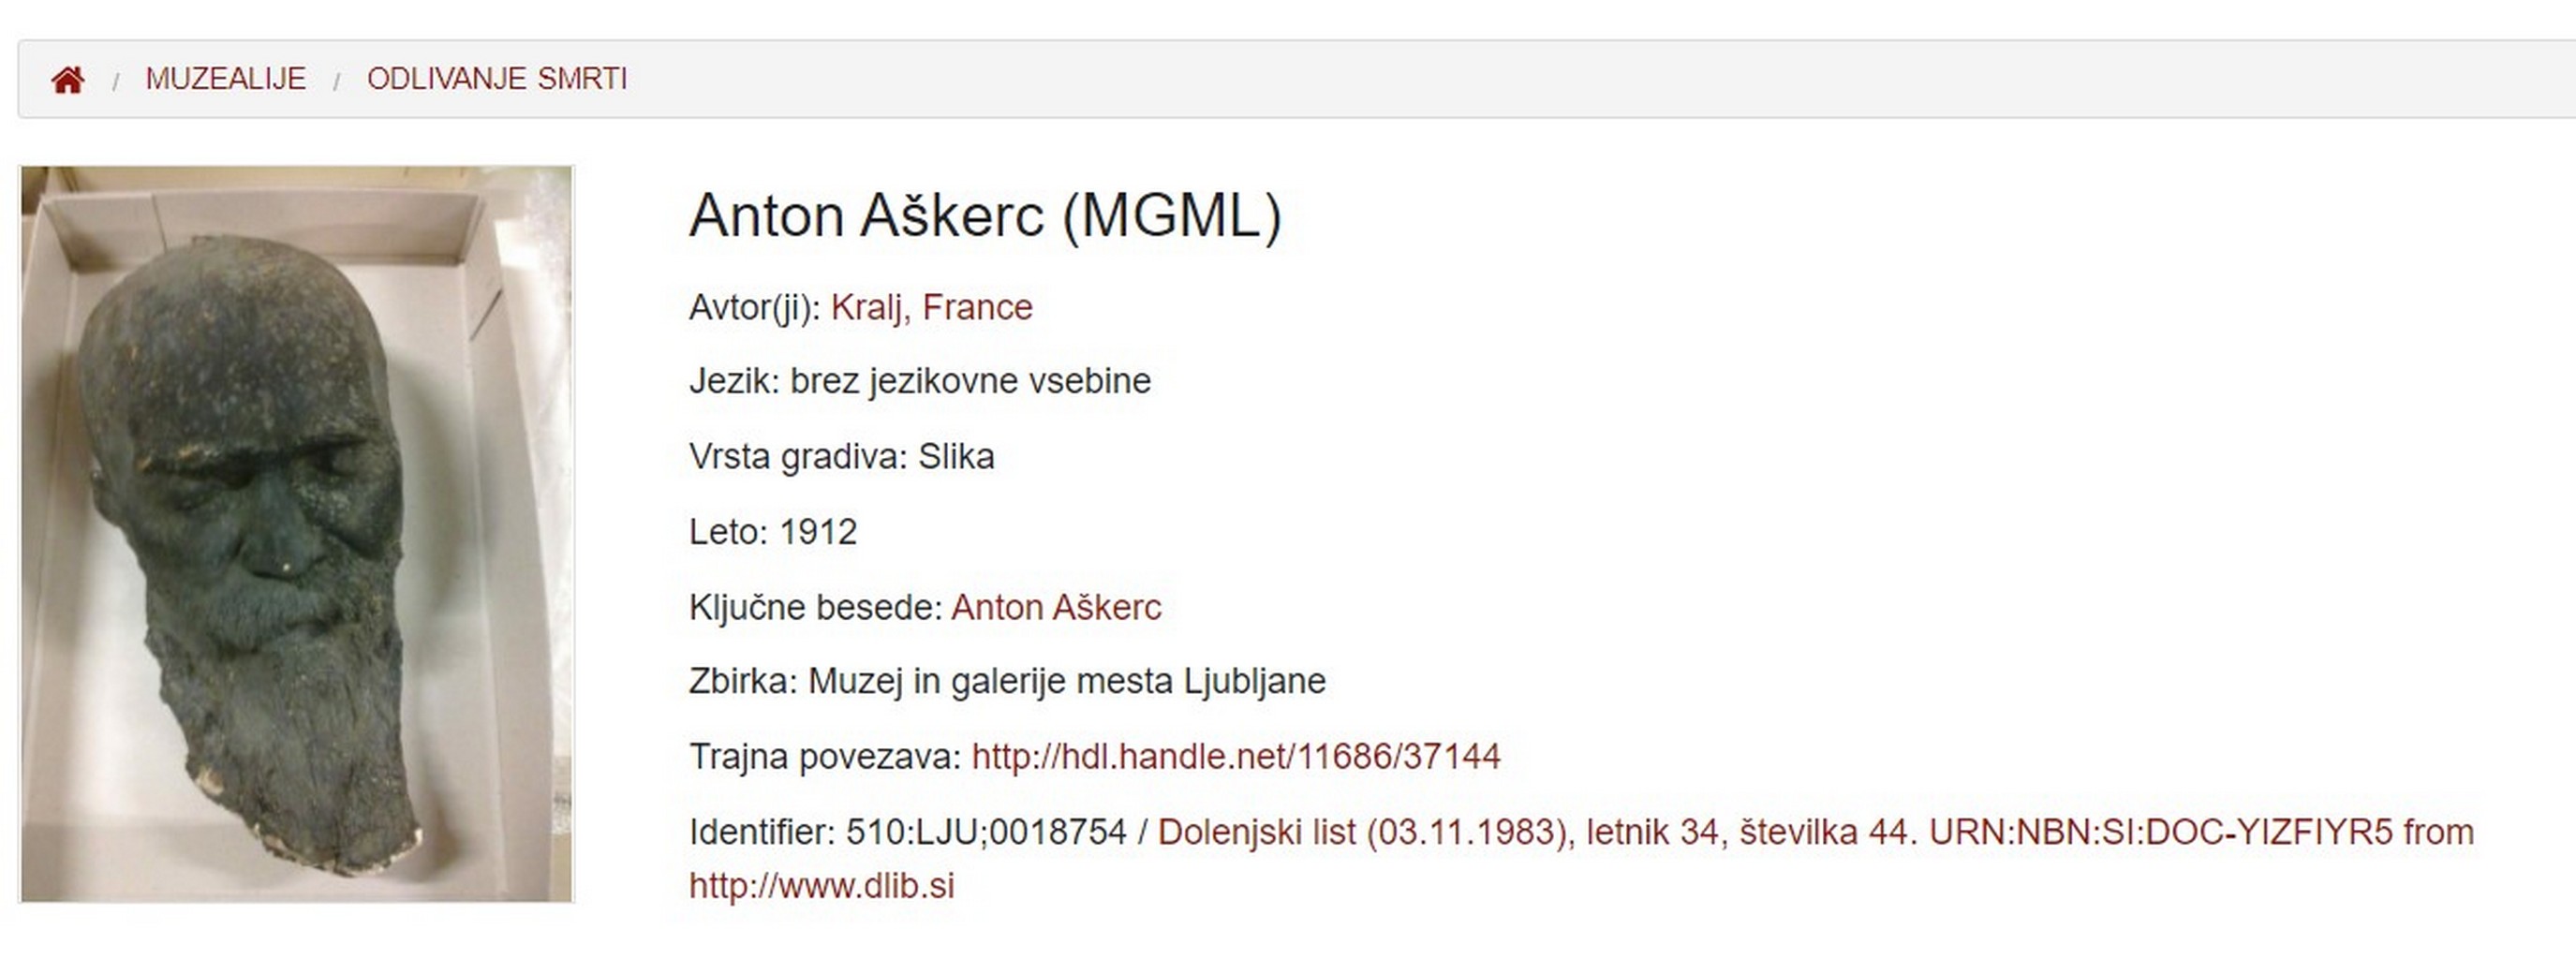 / MUZEALIJE / ODLIVANJE SMRTI
Anton Aškerc (MGML)
Avtor(ji): Kralj, France
Jezik: brez jezikovne vsebine
Vrsta gradiva: Slika
Leto: 1912
Ključne besede: Anton Aškerc
Zbirka: Muzej in galerije mesta Ljubljane
Trajna povezava: http://hdl.handle.net/11686/37144
Identifier: 510:LJU;0018754 / Dolenjski list (03.11.1983), letnik 34, številka 44. URN:NBN:SI:DOC-YIZFIYR5 from
http://www.dlib.si